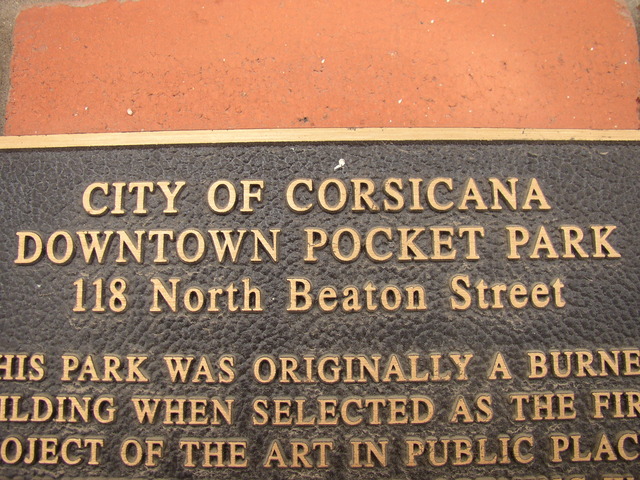 CITY OF CORSICANA
DOWNTOWN POCKET PARK
118 North Beaton Street
HIS PARK WAS ORIGINALLY A BURNE
ILDING WHEN SELECTED AS THE FIR
OJECT OF THE ART IN PUBLIC PLAC